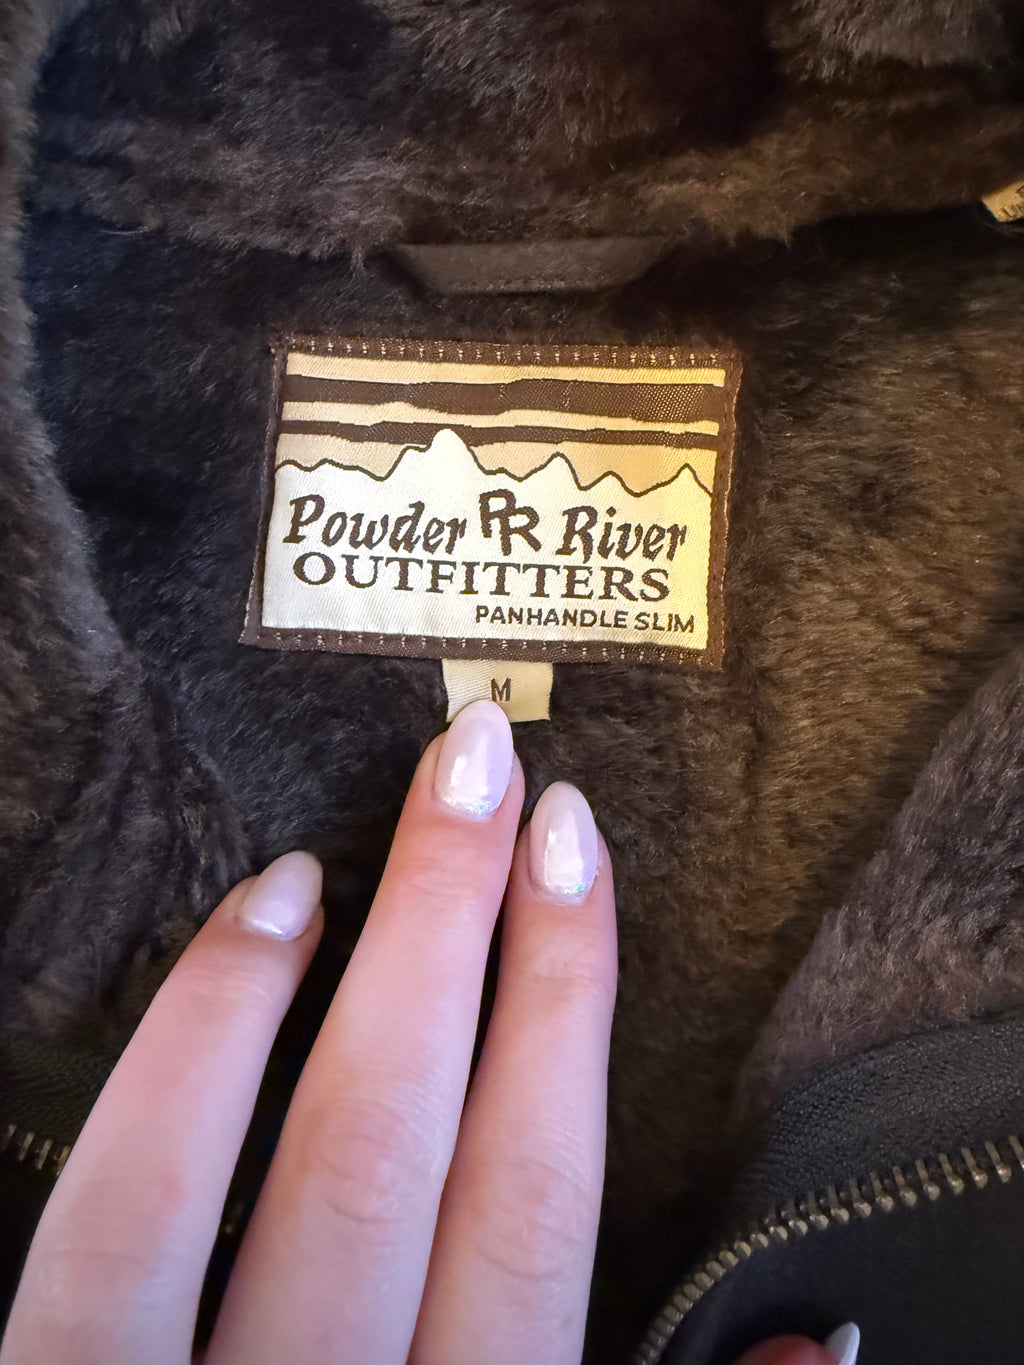 Powder PR River
OUTFITTERS
PANHANDLE SLIM
M